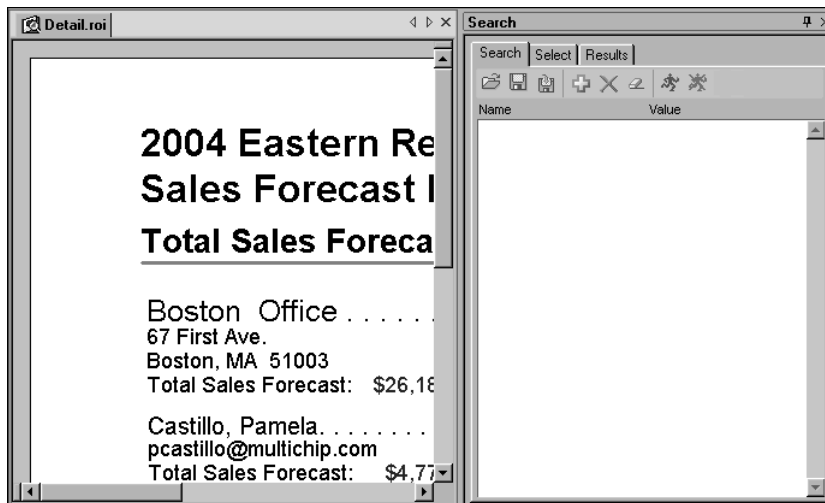 Detail.roi
2004 Eastern Re
Sales Forecast
Total Sales Foreca
Boston Office . . . . . .
67 First Ave.
Boston, MA 51003
Total Sales Forecast: $26,18
Castillo, Pamela. . . . . . . .
pcastillo@multichip.com
Total Sales Forecast: $4,77
Search
Search Select Results
Name Value